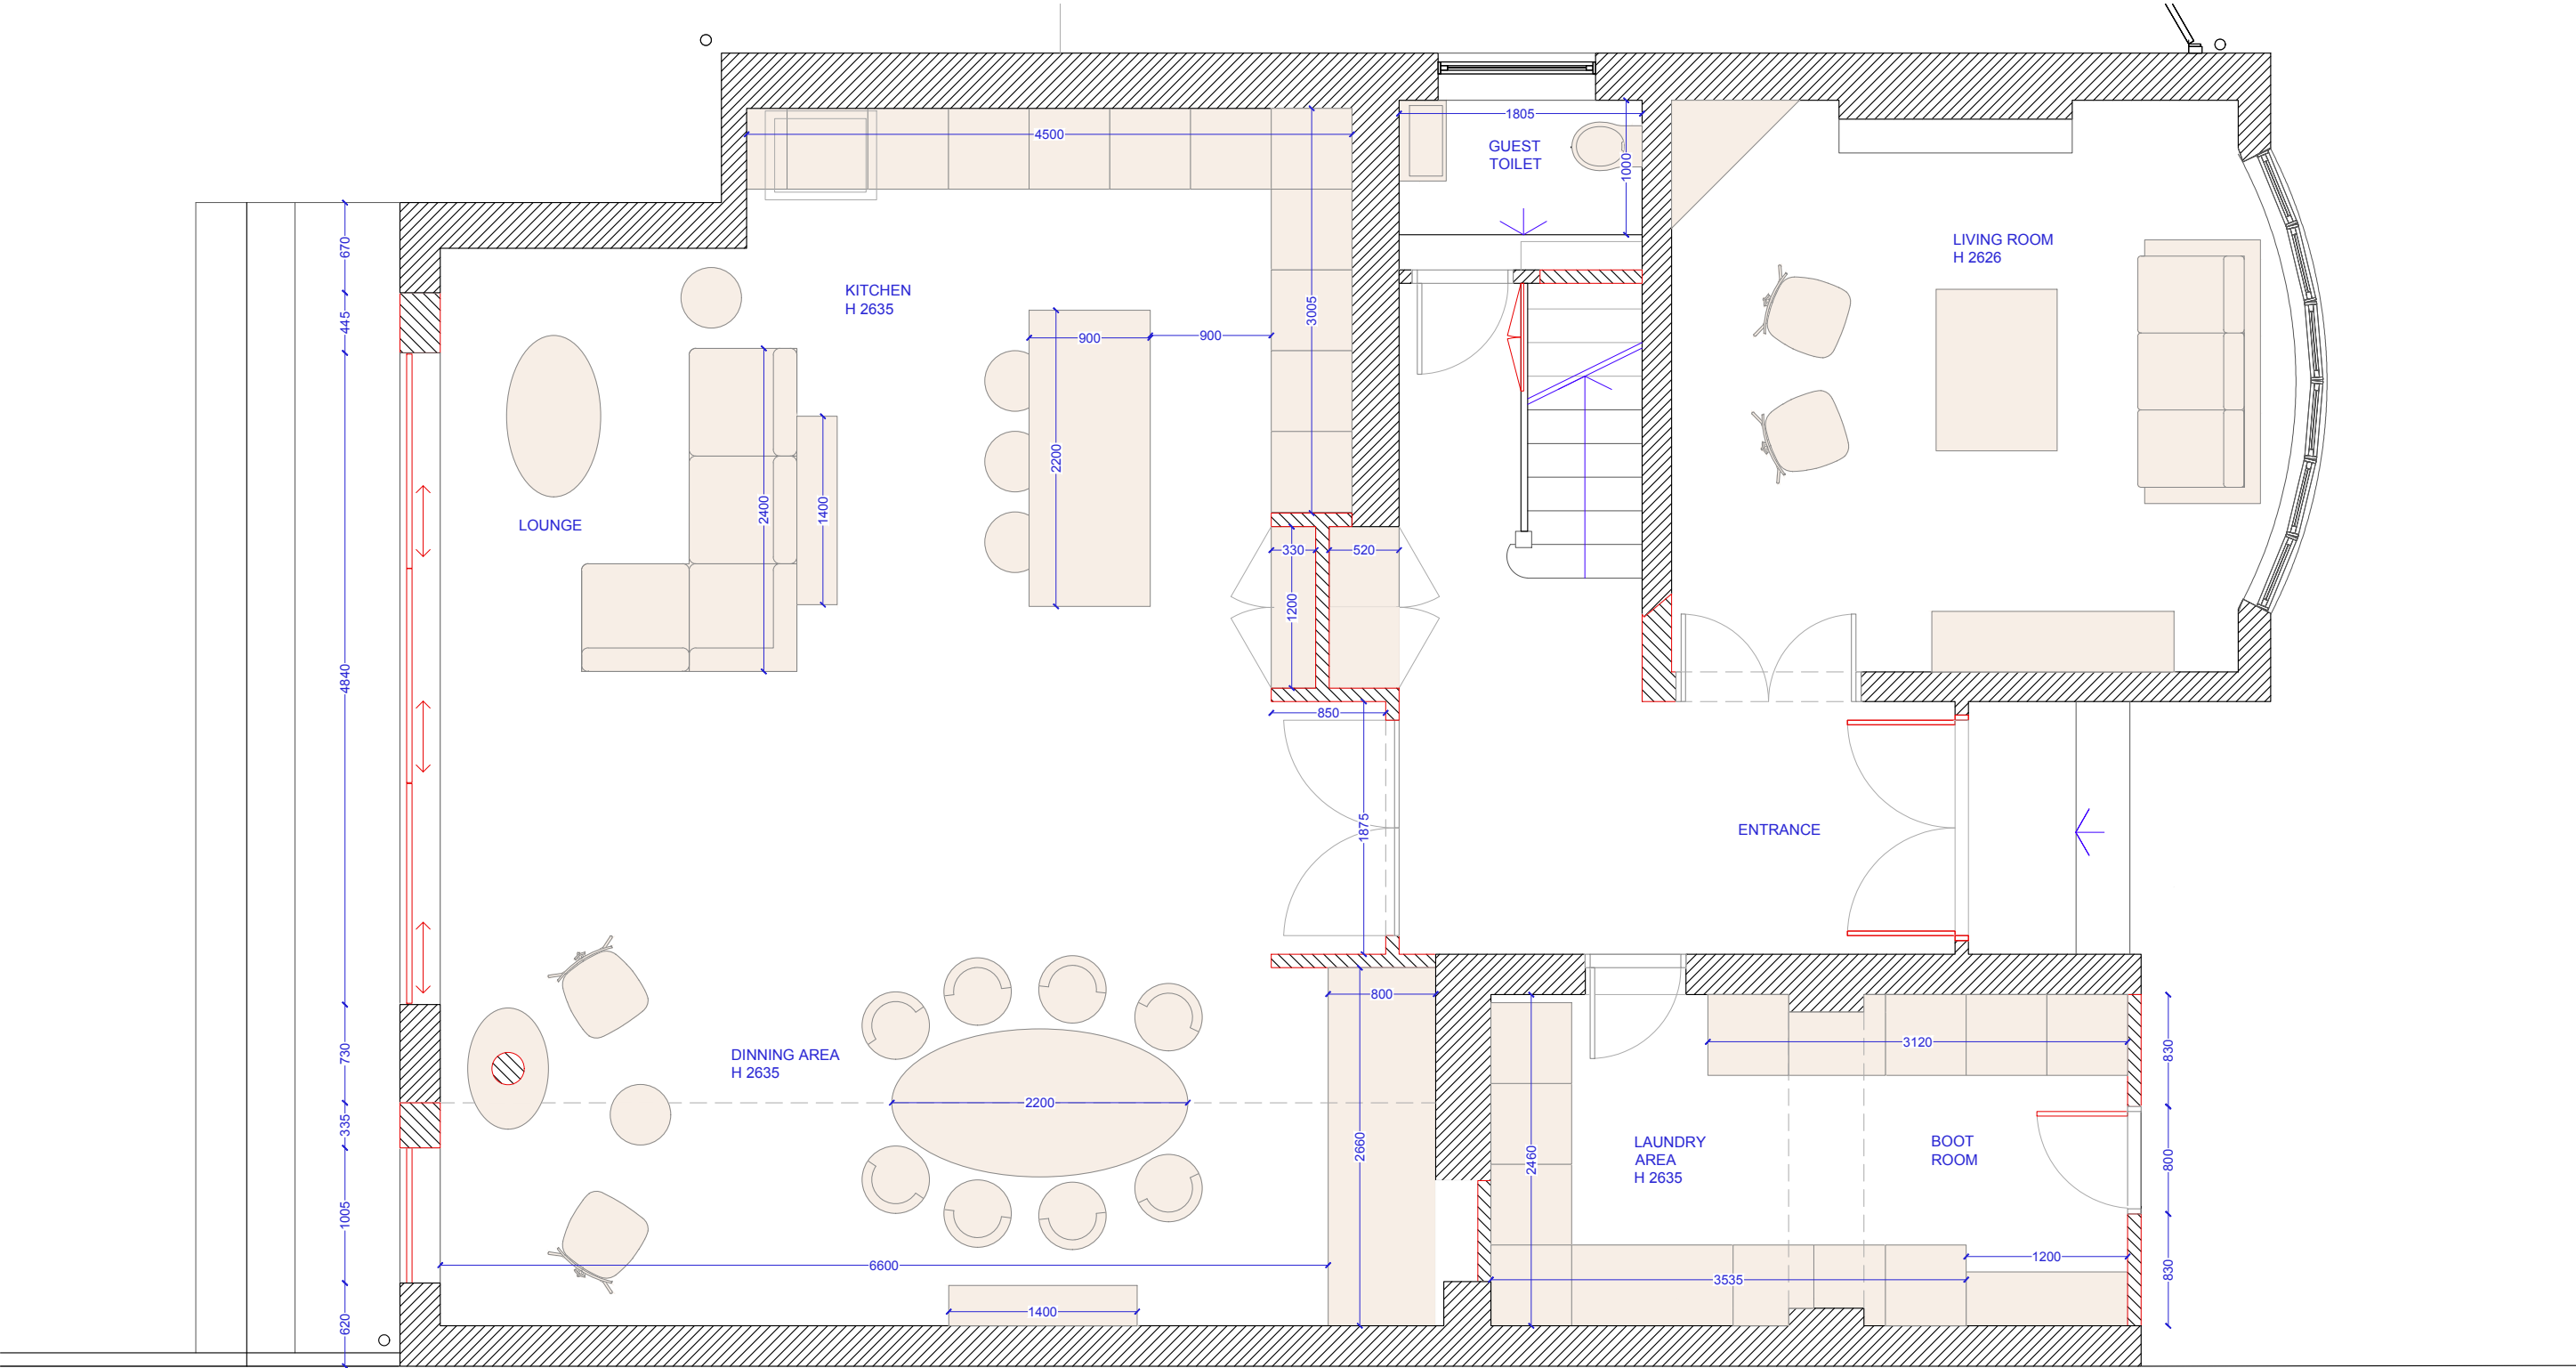 4500
1805
GUEST
TOILET
1000
670
LIVING ROOM
H 2626
KITCHEN
H 2635
445
3005
900
900
2200
2400
1400
LOUNGE
330
520
1200
4840
850
1875
ENTRANCE
800
730
3120
830
DINNING AREA
H 2635
2200
335
2660
2460
LAUNDRY
AREA
H 2635
BOOT
ROOM
800
1005
6600
1200
3535
830
1400
620